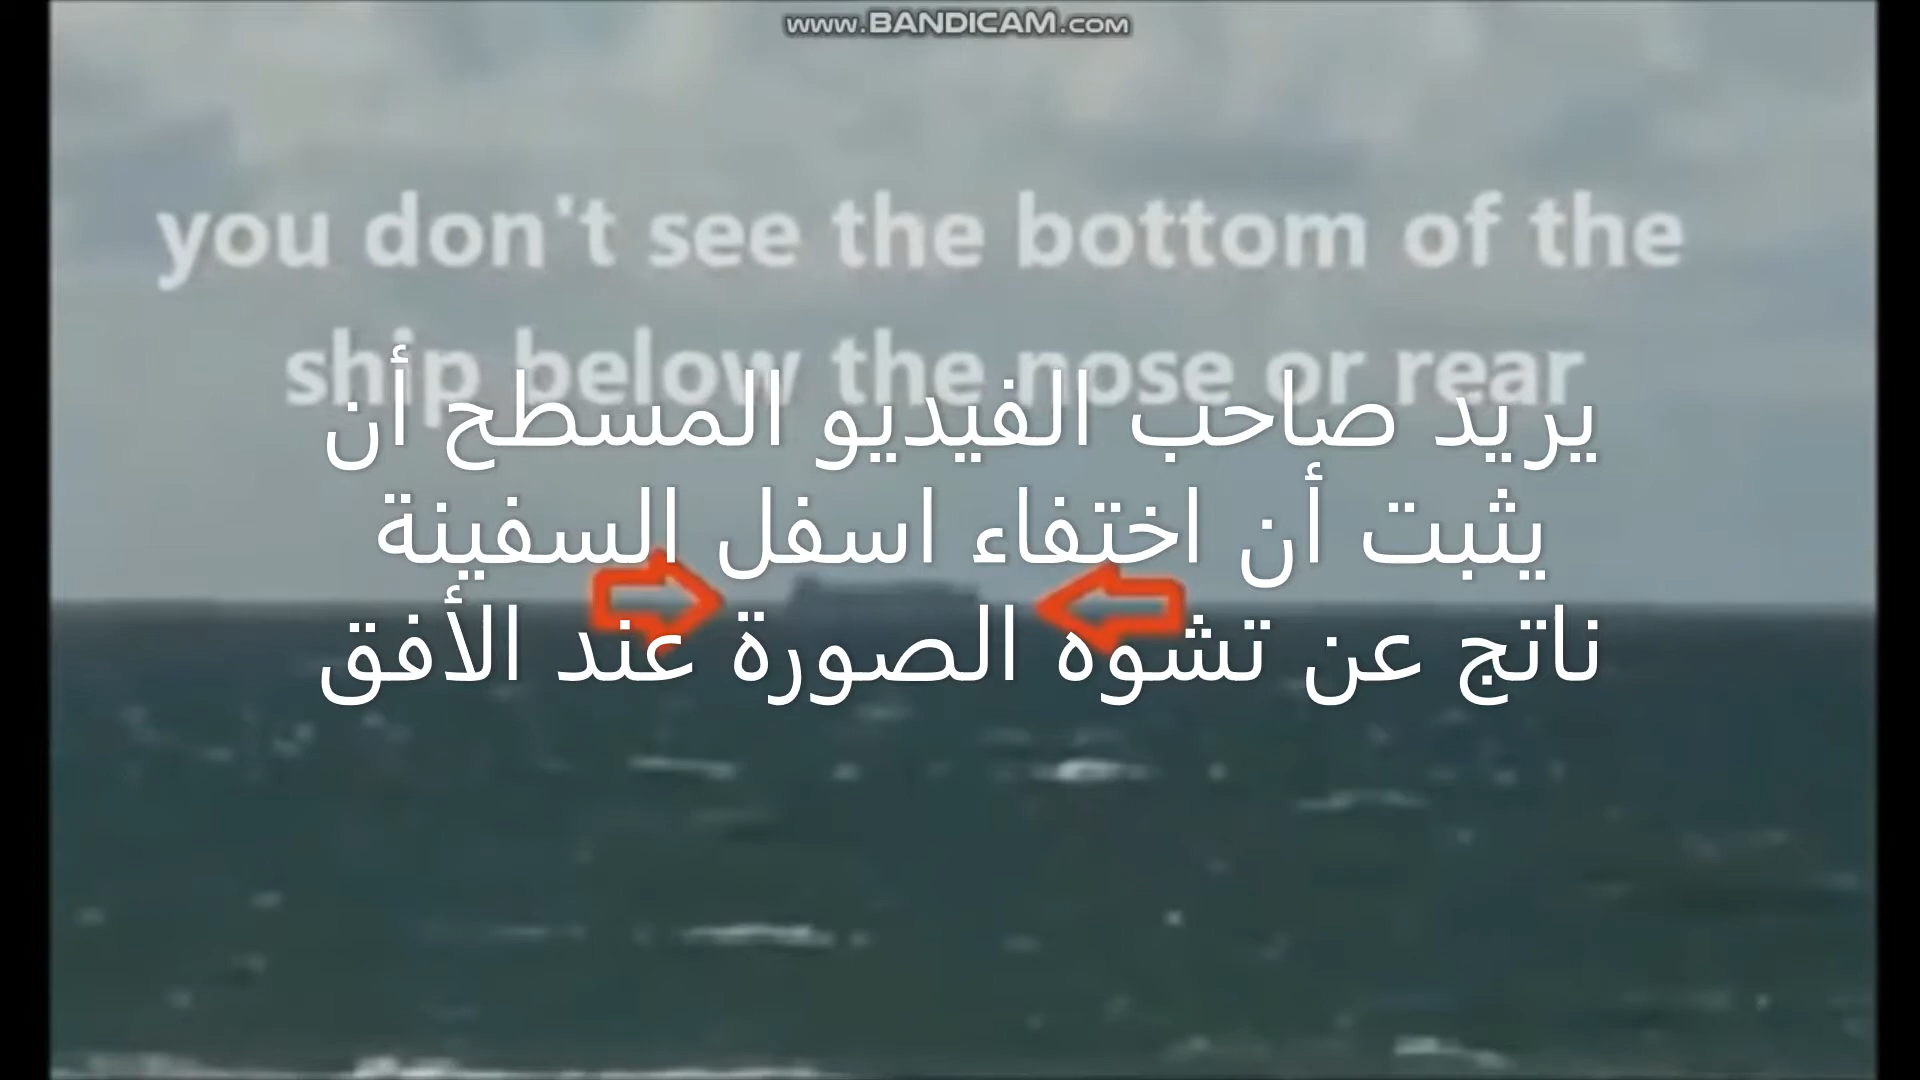 www.BANDICAM.com
you don't see the bottom of the
ship below the nose or rear
يريد صاحب الفيديو المسطح أن
يثبت أن اختفاء اسفل السفينة
ناتج عن تشوه الصورة عند الأفق